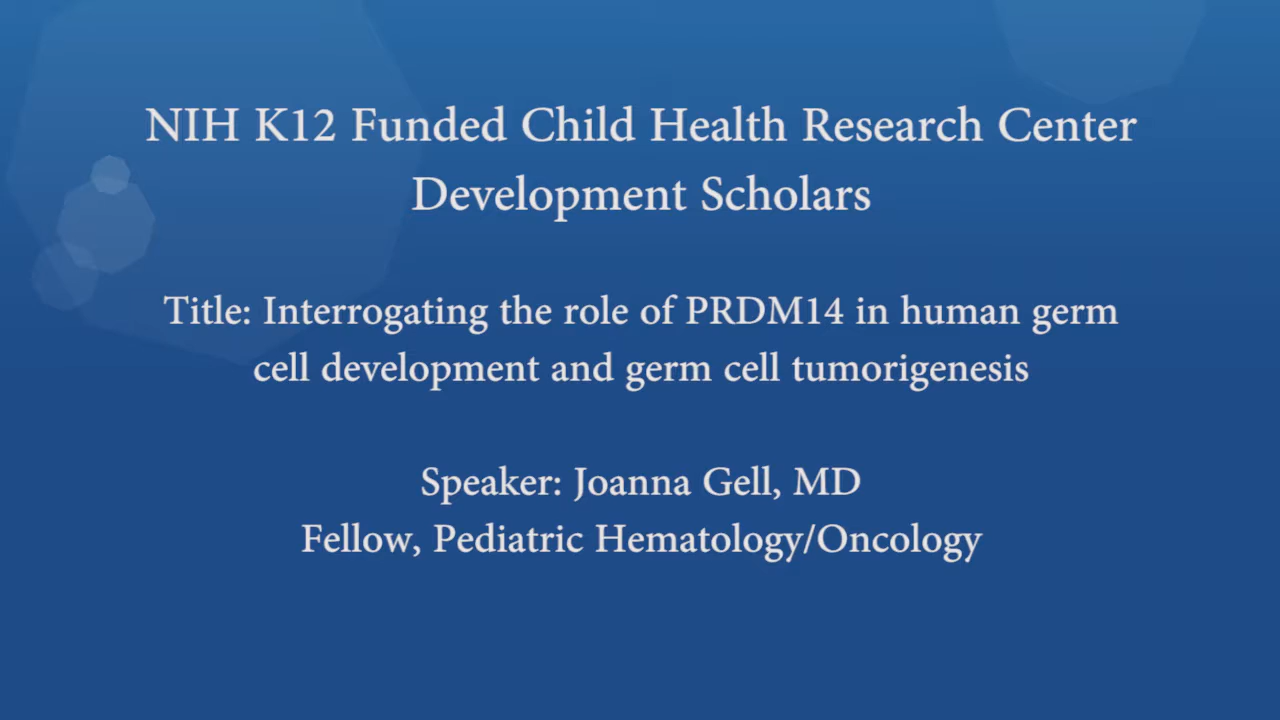 NIH K12 Funded Child Health Research Center
Development Scholars
Title: Interrogating the role of PRDM14 in human germ
cell development and germ cell tumorigenesis
Speaker: Joanna Gell, MD
Fellow, Pediatric Hematology/Oncology